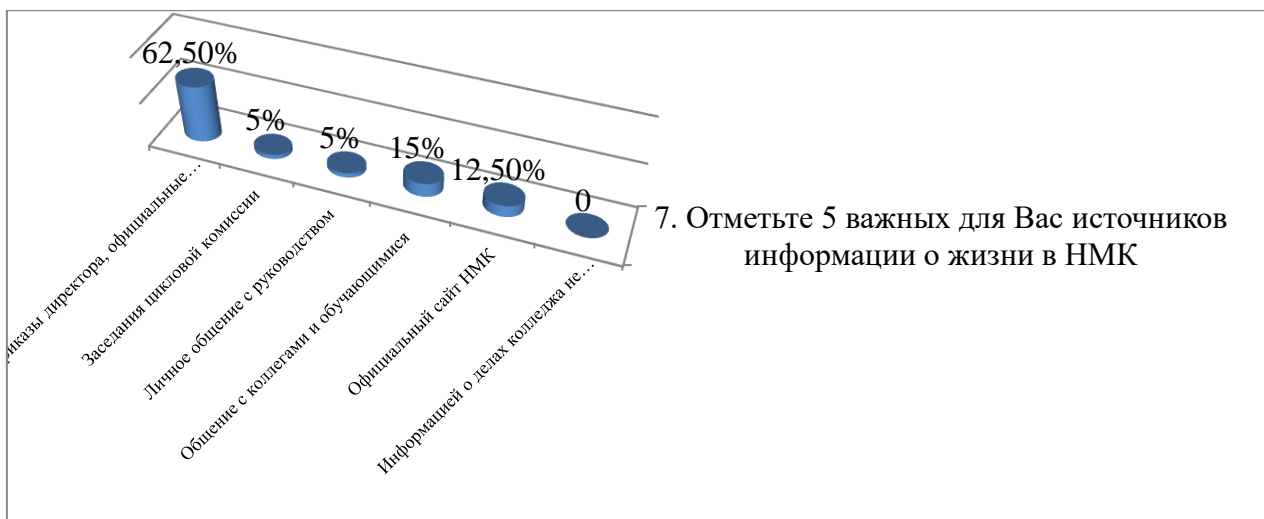 62,50%
5%
5%
15%
12,50%
0
директора, официальные…
Заседания цикловой комиссии
Личное общение с руководством
Общение с коллегами и обучающимися
Официальный сайт НМК
Информацией о делах колледжа не…
7. Отметьте 5 важных для Вас источников
информации о жизни в НМК